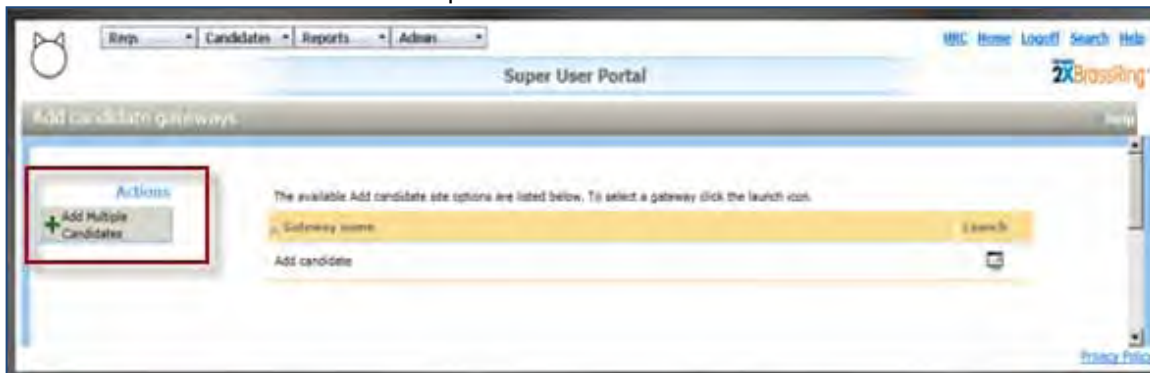 Reqs Candidates Reports Admin
HRC Home Logoff Search Help
Super User Portal
2XBrassRing
Add candidate gateways
Help
Actions
Add Multiple
Candidates
The available Add candidate site options are listed below. To select a gateway click the launch icon.
Gateway name Launch
Add candidate
Privacy Polic